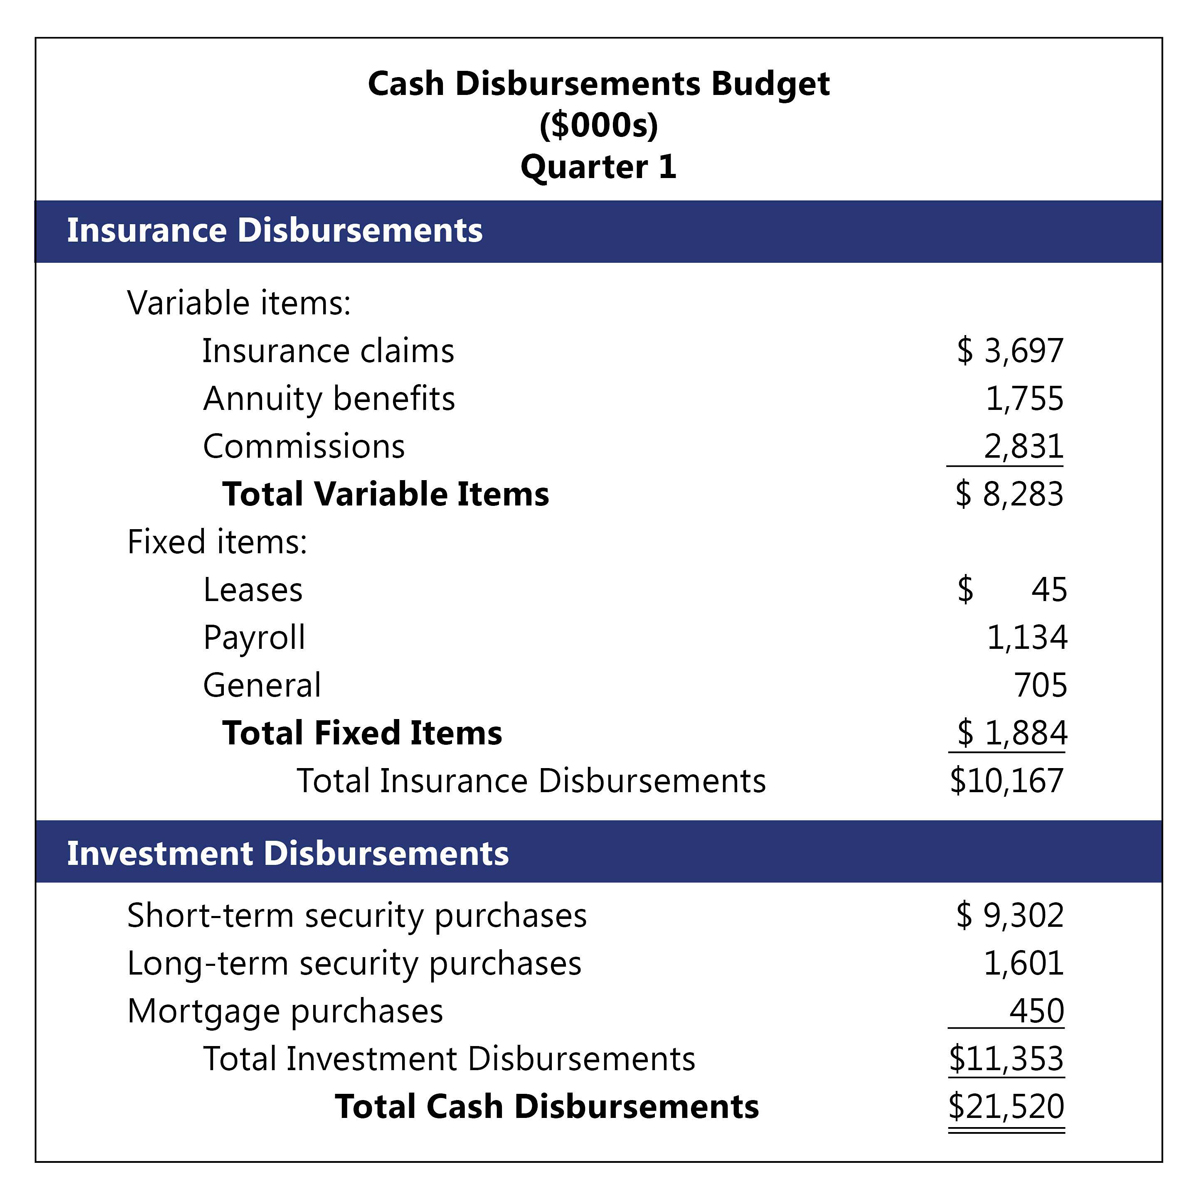 Cash Disbursements Budget
($000s)
Quarter 1
Insurance Disbursements
Variable items:
Insurance claims $ 3,697
Annuity benefits 1,755
Commissions 2,831
Total Variable Items $ 8,283
Fixed items:
Leases $ 45
Payroll 1,134
General 705
Total Fixed Items $ 1,884
Total Insurance Disbursements $10,167
Investment Disbursements
Short-term security purchases $ 9,302
Long-term security purchases 1,601
Mortgage purchases 450
Total Investment Disbursements $11,353
Total Cash Disbursements $21,520